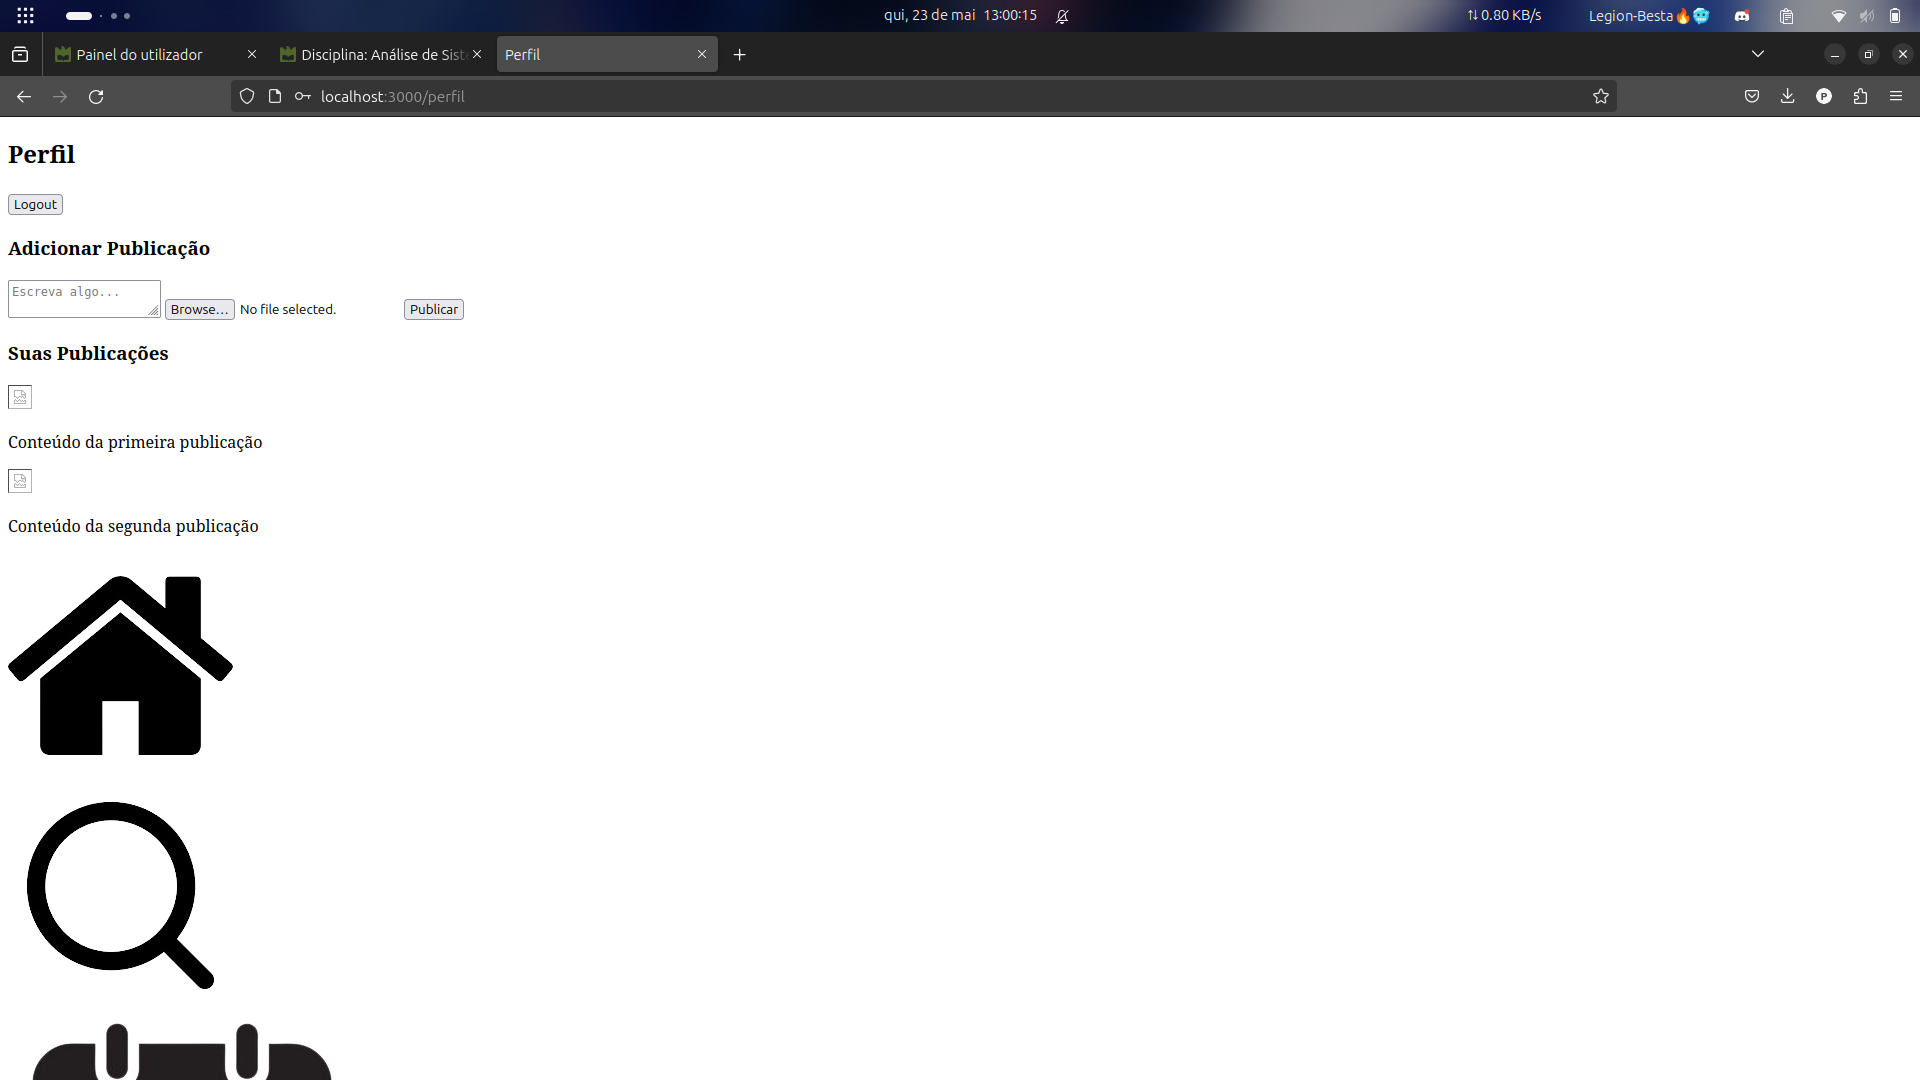 qui, 23 de mai 13:00:15
0.80 KB/s
Legion-Besta🔥🥶
Painel do utilizador
Disciplina: Análise de Siste
Perfil
localhost:3000/perfil
P
Perfil
Logout
Adicionar Publicação
Escreva algo...
Browse... No file selected.
Publicar
Suas Publicações
Conteúdo da primeira publicação
Conteúdo da segunda publicação